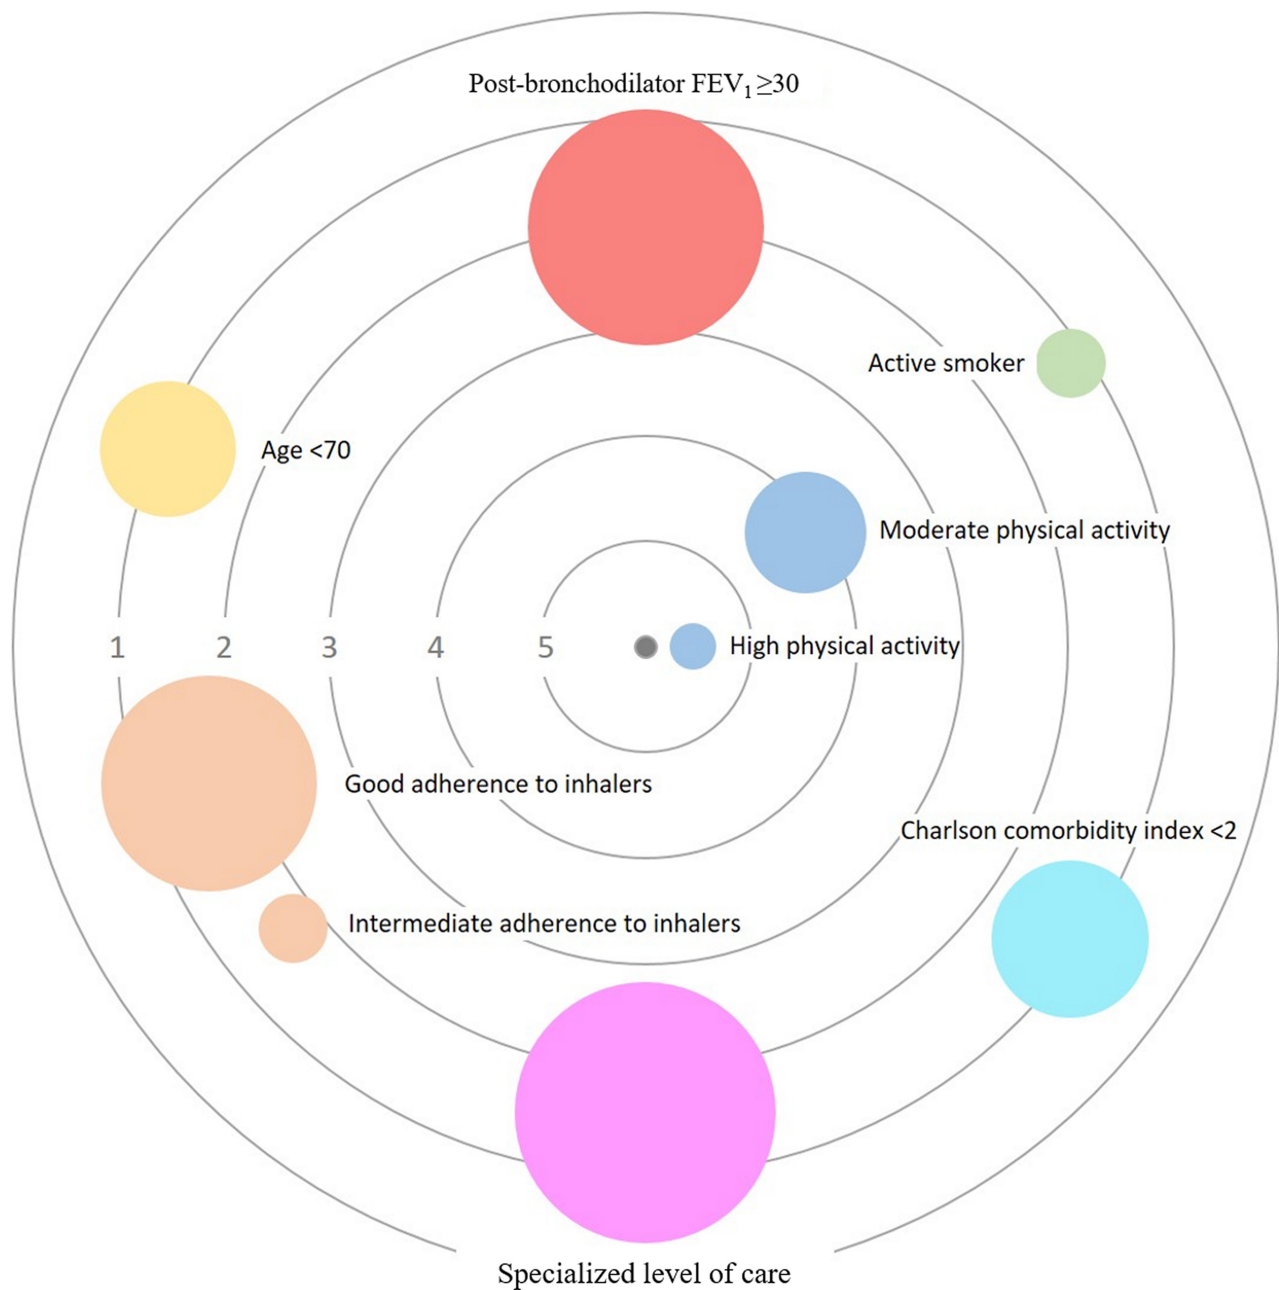 Post-bronchodilator FEV₁ ≥30
Active smoker
Age <70
Moderate physical activity
1 2 3 4 5
High physical activity
Good adherence to inhalers
Charlson comorbidity index <2
Intermediate adherence to inhalers
Specialized level of care